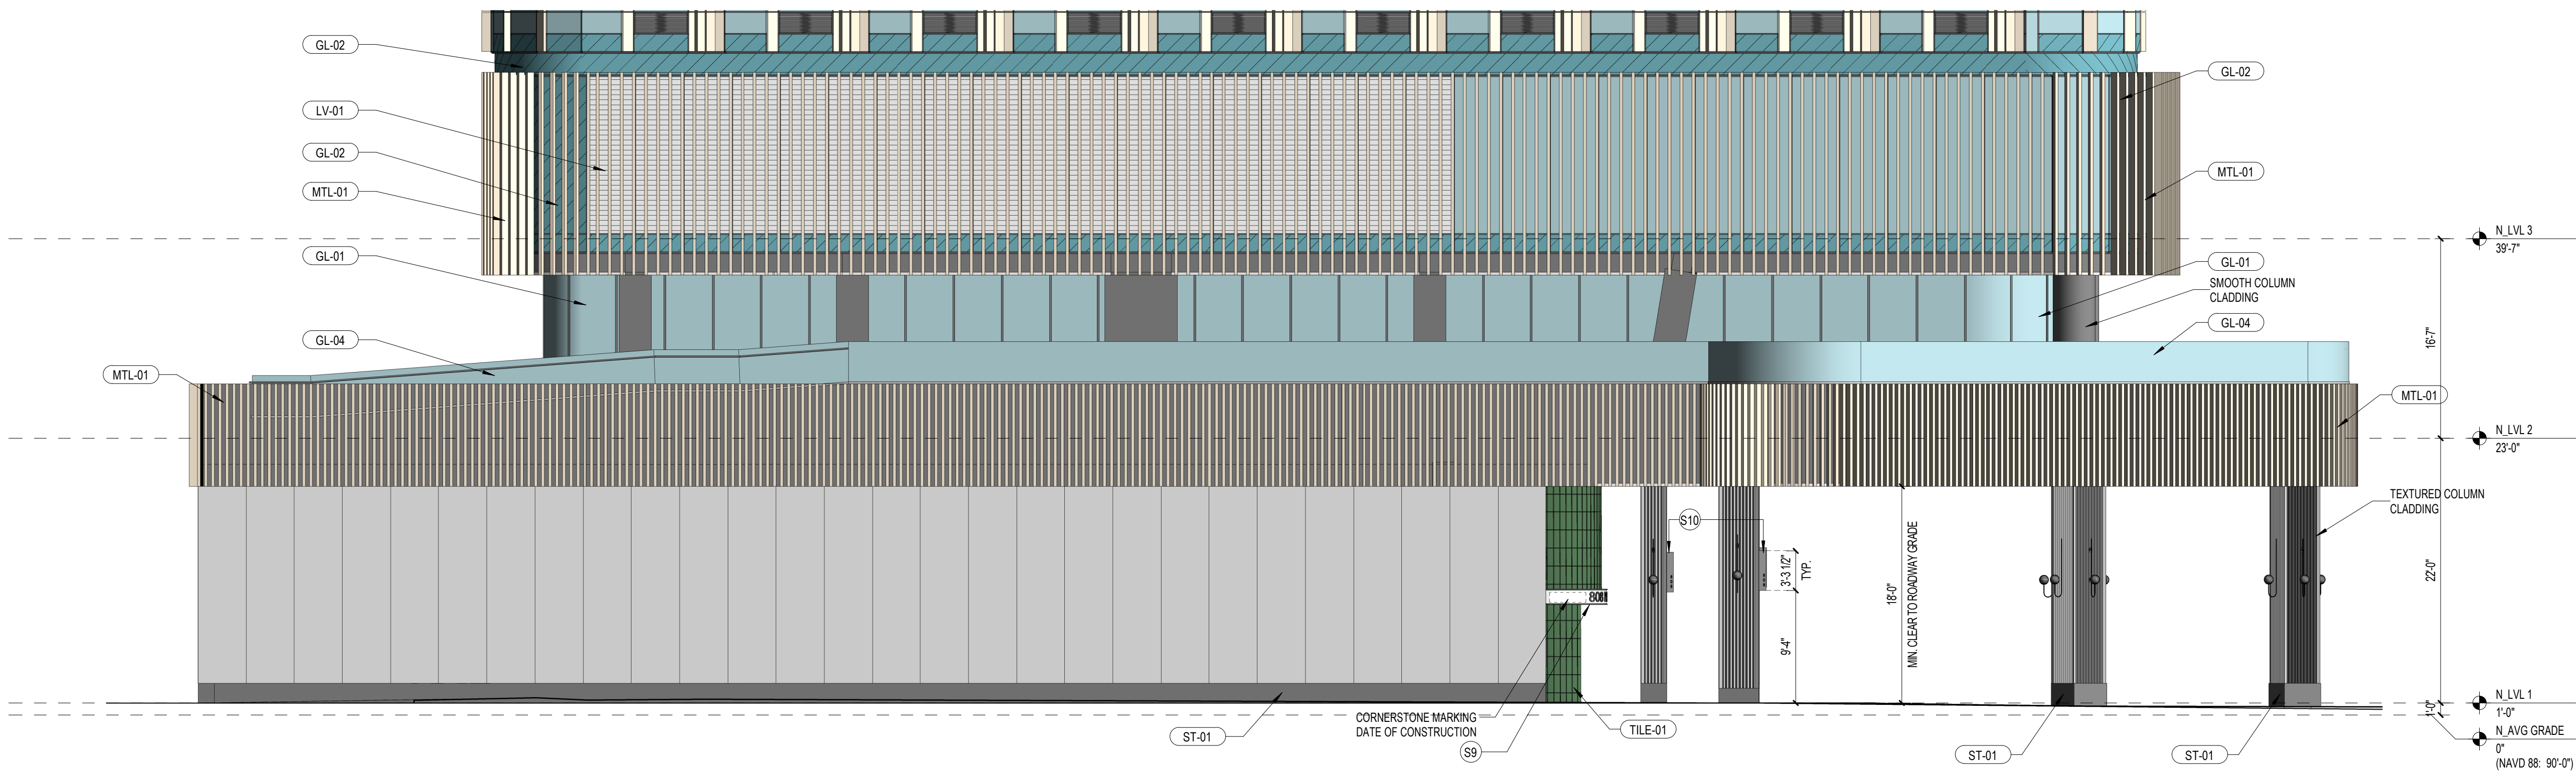 GL-02
LV-01
GL-02
MTL-01
GL-01
GL-04
MTL-01
GL-02
MTL-01
N_LVL 3
39'-7"
GL-01
SMOOTH COLUMN
CLADDING
GL-04
16'-7"
MTL-01
N_LVL 2
23'-0"
TEXTURED COLUMN
CLADDING
S10
3'-3 1/2"
TYP.
9'-4"
18'-0"
MIN. CLEAR TO ROADWAY GRADE
22'-0"
N_LVL 1
1'-0"
1'-0"
N_AVG GRADE
0"
(NAVD 88: 90'-0")
CORNERSTONE MARKING
DATE OF CONSTRUCTION
ST-01
S9
TILE-01
ST-01
ST-01